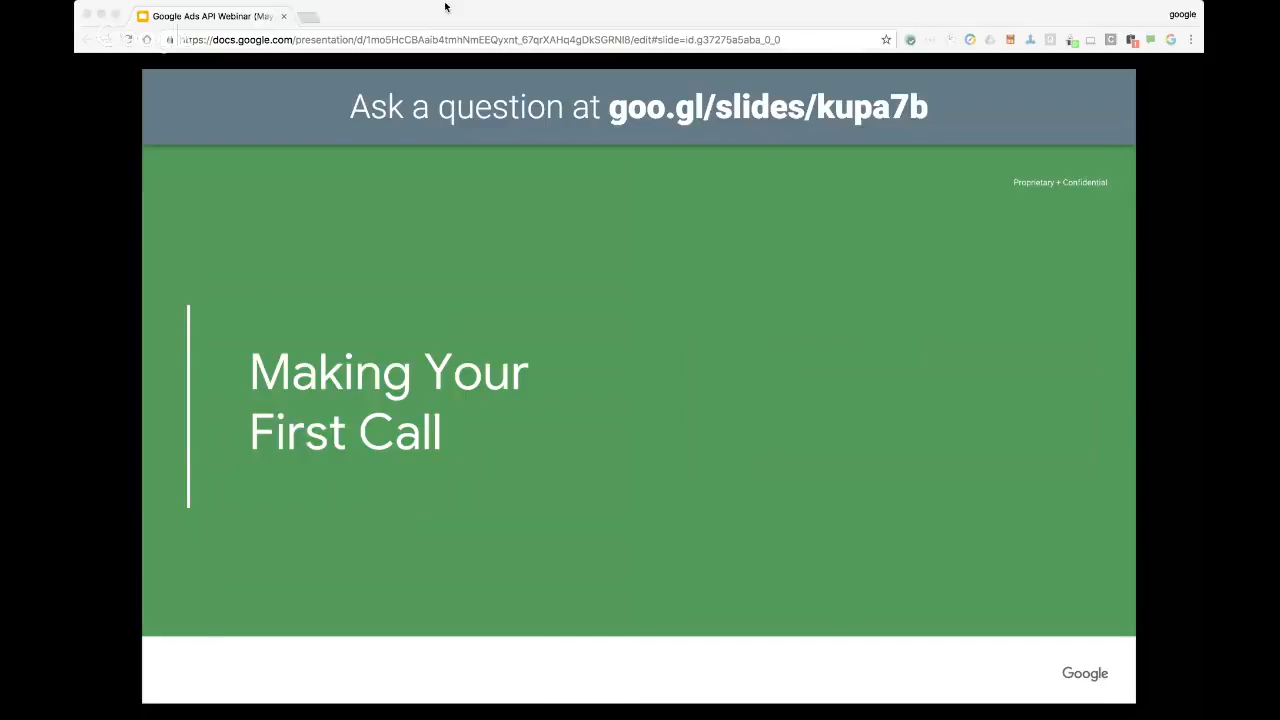 Google Ads API Webinar (May
google
https://docs.google.com/presentation/d/1mo5HcCBAaib4tmhNmEEQyxnt_67qrXAHq4gDkSGRNI8/edit#slide=id.g37275a5aba_0_0
Ask a question at goo.gl/slides/kupa7b
Proprietary + Confidential
Making Your
First Call
Google